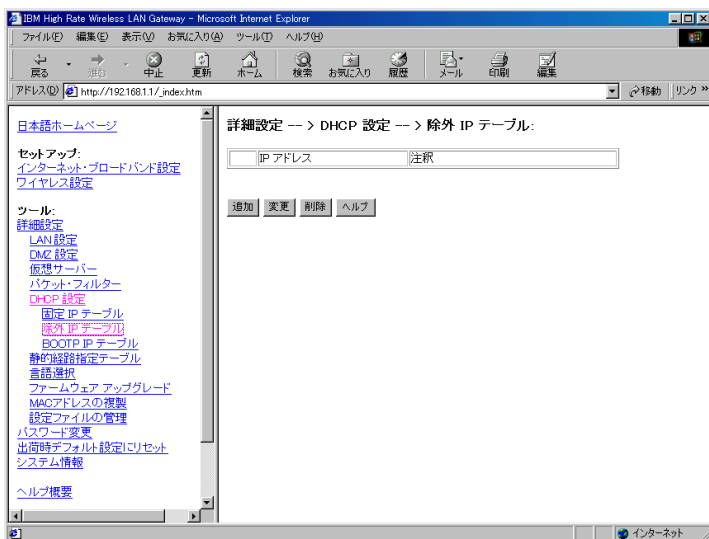 IBM High Rate Wireless LAN Gateway - Microsoft Internet Explorer
ファイル(F) 編集(E) 表示(V) お気に入り(A) ツール(T) ヘルプ(H)
戻る 進む 中止 更新 ホーム 検索 お気に入り 履歴 メール 印刷 編集
アドレス(D) http://192.168.1.1/_index.htm 移動 リンク »
日本語ホームページ
セットアップ:
インターネット・ブロードバンド設定
ワイヤレス設定
ツール:
詳細設定
LAN 設定
DMZ 設定
仮想サーバー
パケット・フィルター
DHCP 設定
固定 IP テーブル
除外 IP テーブル
BOOTP IP テーブル
静的経路指定テーブル
言語選択
ファームウェア アップグレード
MACアドレスの複製
設定ファイルの管理
パスワード変更
出荷時デフォルト設定にリセット
システム情報
ヘルプ概要
詳細設定 --> DHCP 設定 --> 除外 IP テーブル:
IP アドレス 注釈
追加 変更 削除 ヘルプ
インターネット